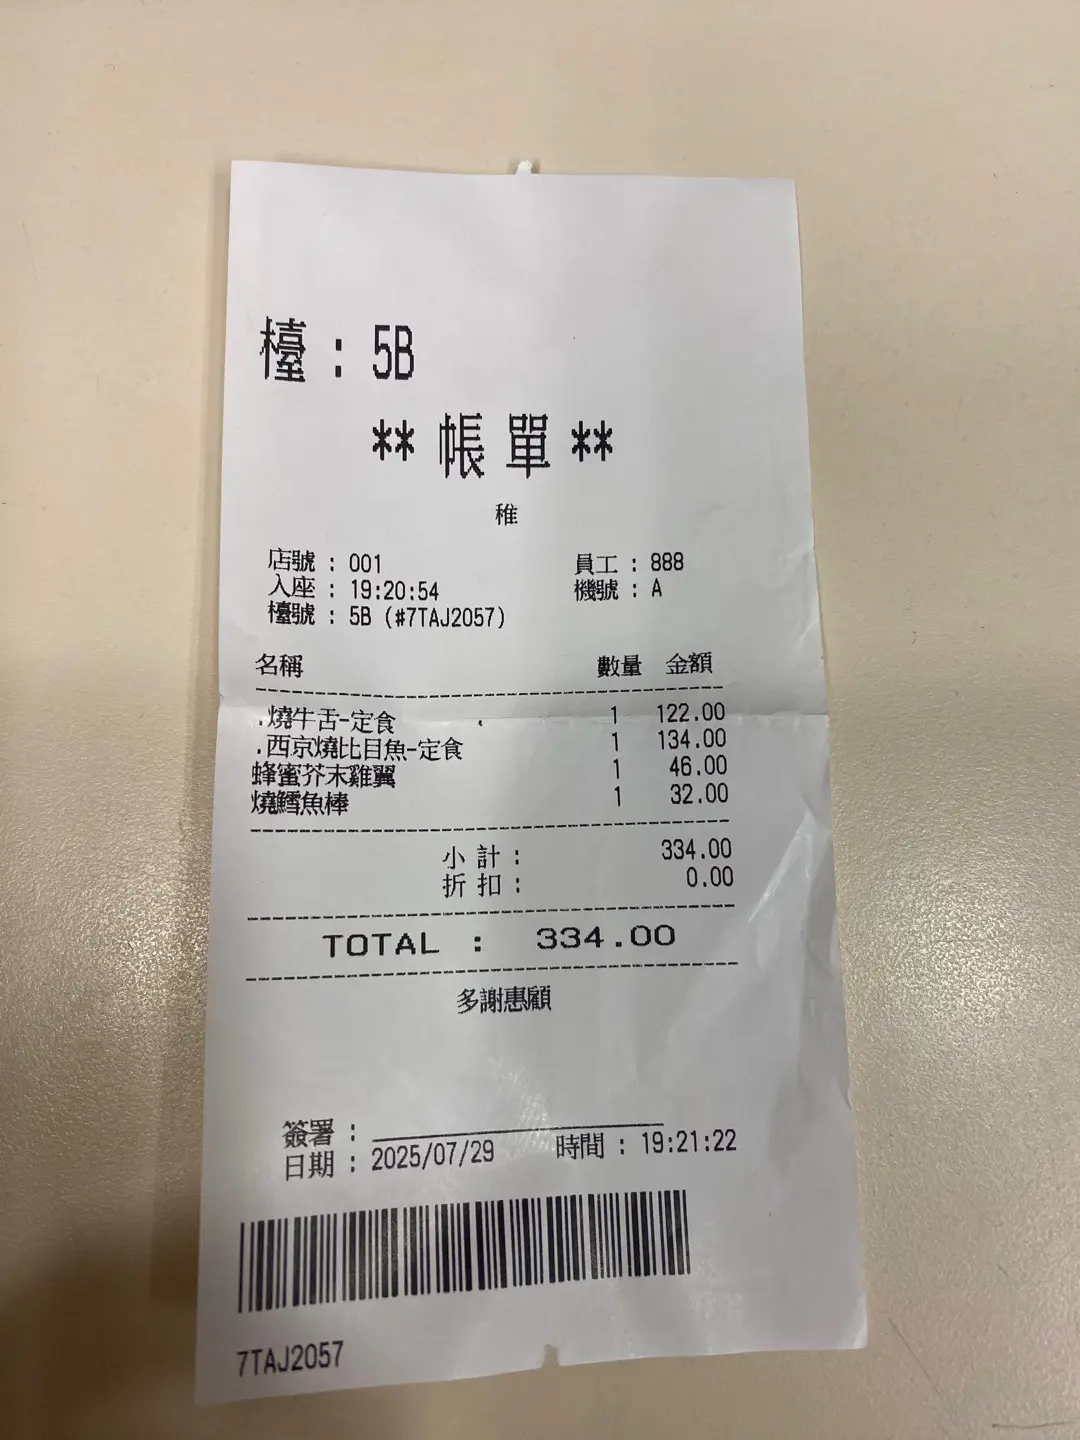 檯 : 5B
** 帳 單 **
稚
店號 : 001 員工 : 888
入座 : 19:20:54 機號 : A
檯號 : 5B (#7TAJ2057)
名稱 數量 金額
.燒牛舌-定食 1 122.00
.西京燒比目魚-定食 1 134.00
蜂蜜芥末雞翼 1 46.00
燒鱈魚棒 1 32.00
小 計 : 334.00
折 扣 : 0.00
TOTAL : 334.00
多謝惠顧
簽署 :
日期 : 2025/07/29 時間 : 19:21:22
7TAJ2057